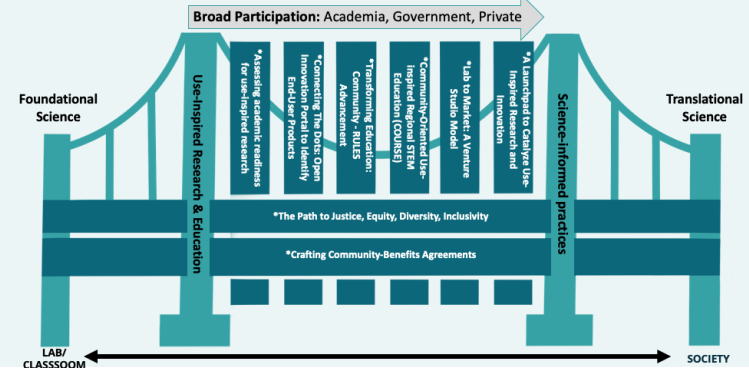 Broad Participation: Academia, Government, Private
Foundational
Science
Use-Inspired Research & Education
*Assessing academic readiness
for use-inspired research
*Connecting The Dots: Open
Innovation Portal to Identify
End-User Products
*Transforming Education:
Community - RULES
Advancement
*Community-Oriented Use-
inspired Regional STEM
Education (COURSE)
*Lab to Market: A Venture
Studio Model
*A Launchpad to Catalyze Use-
Inspired Research and
Innovation
Science-informed practices
Translational
Science
*The Path to Justice, Equity, Diversity, Inclusivity
*Crafting Community-Benefits Agreements
LAB/
CLASSSOOM
SOCIETY